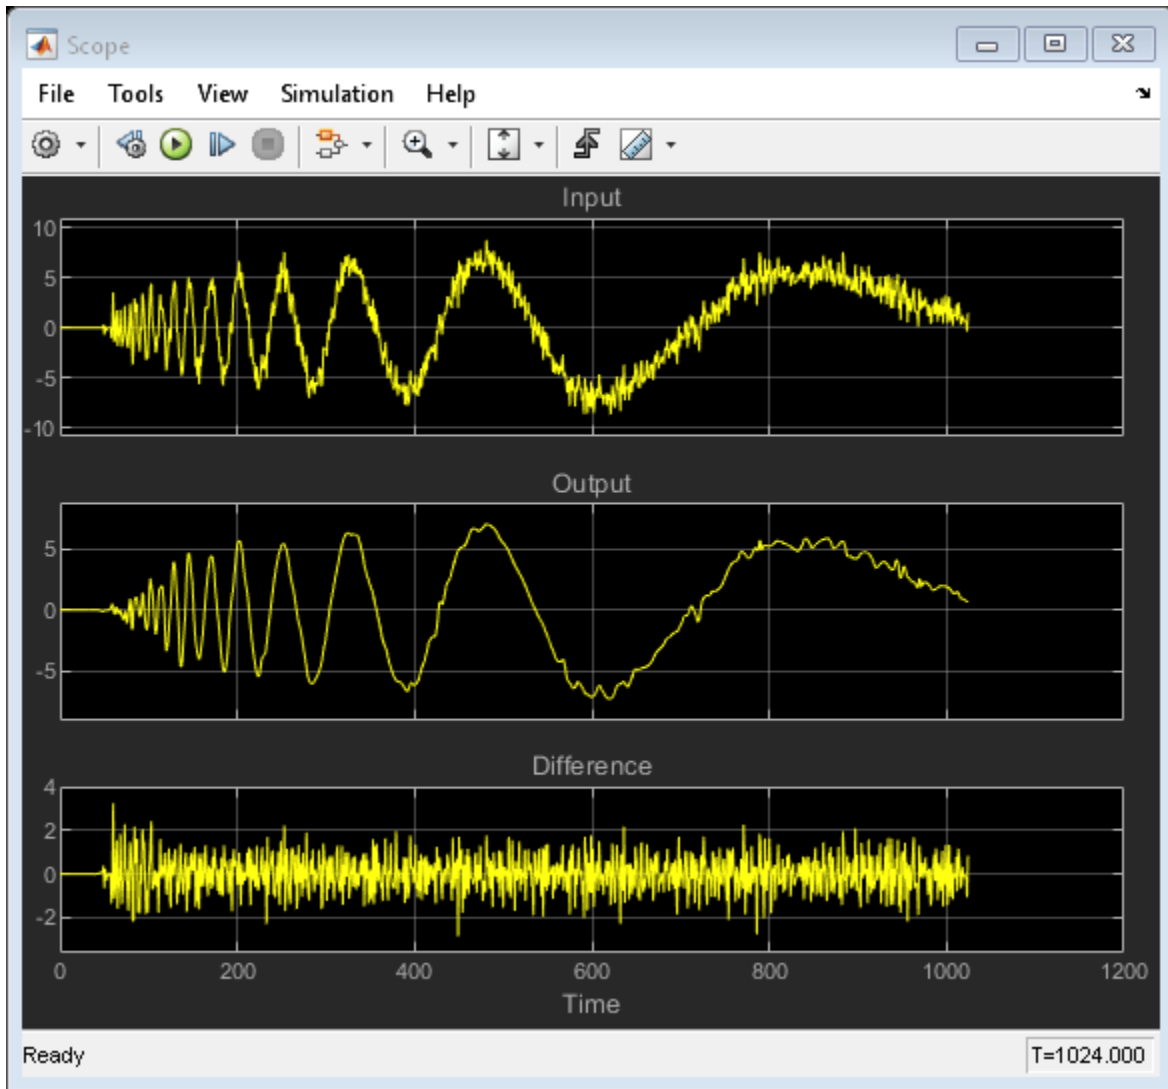 Scope
File Tools View Simulation Help
Input
10
5
0
-5
-10
Output
5
0
-5
Difference
4
2
0
-2
0 200 400 600 800 1000 1200
Time
Ready T=1024.000